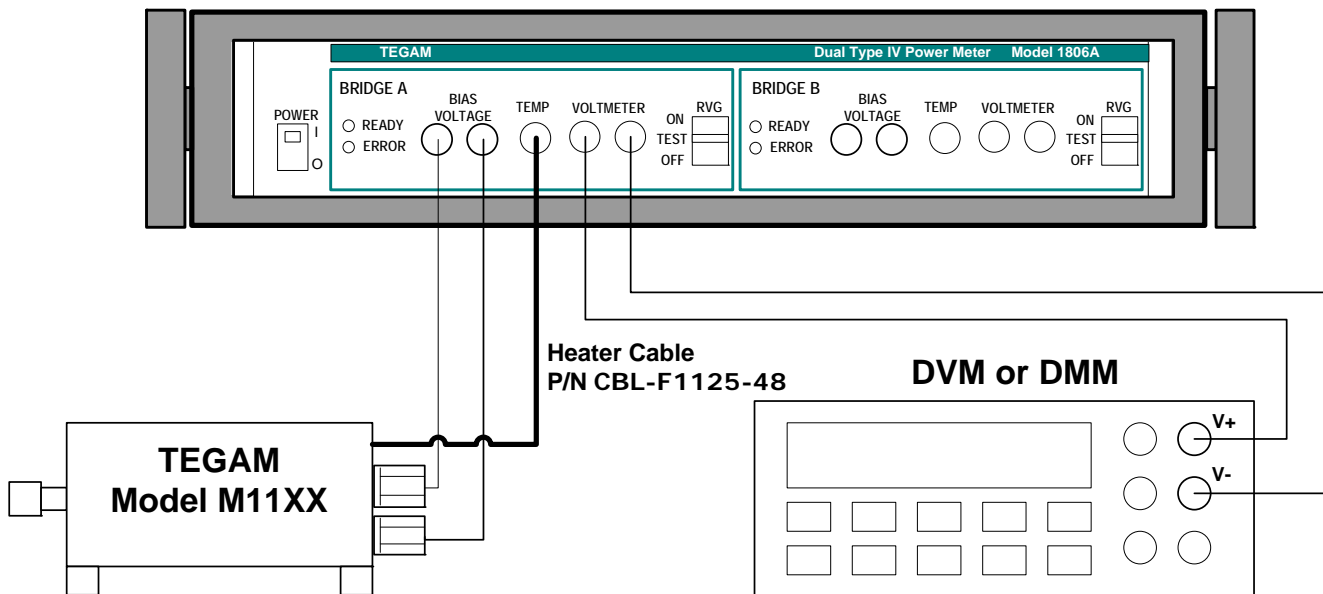 TEGAM Dual Type IV Power Meter Model 1806A
BRIDGE A
POWER
I
O
READY
ERROR
BIAS
VOLTAGE
TEMP
VOLTMETER
RVG
ON
TEST
OFF
BRIDGE B
READY
ERROR
BIAS
VOLTAGE
TEMP
VOLTMETER
RVG
ON
TEST
OFF
Heater Cable
P/N CBL-F1125-48
DVM or DMM
V+
V-
TEGAM
Model M11XX